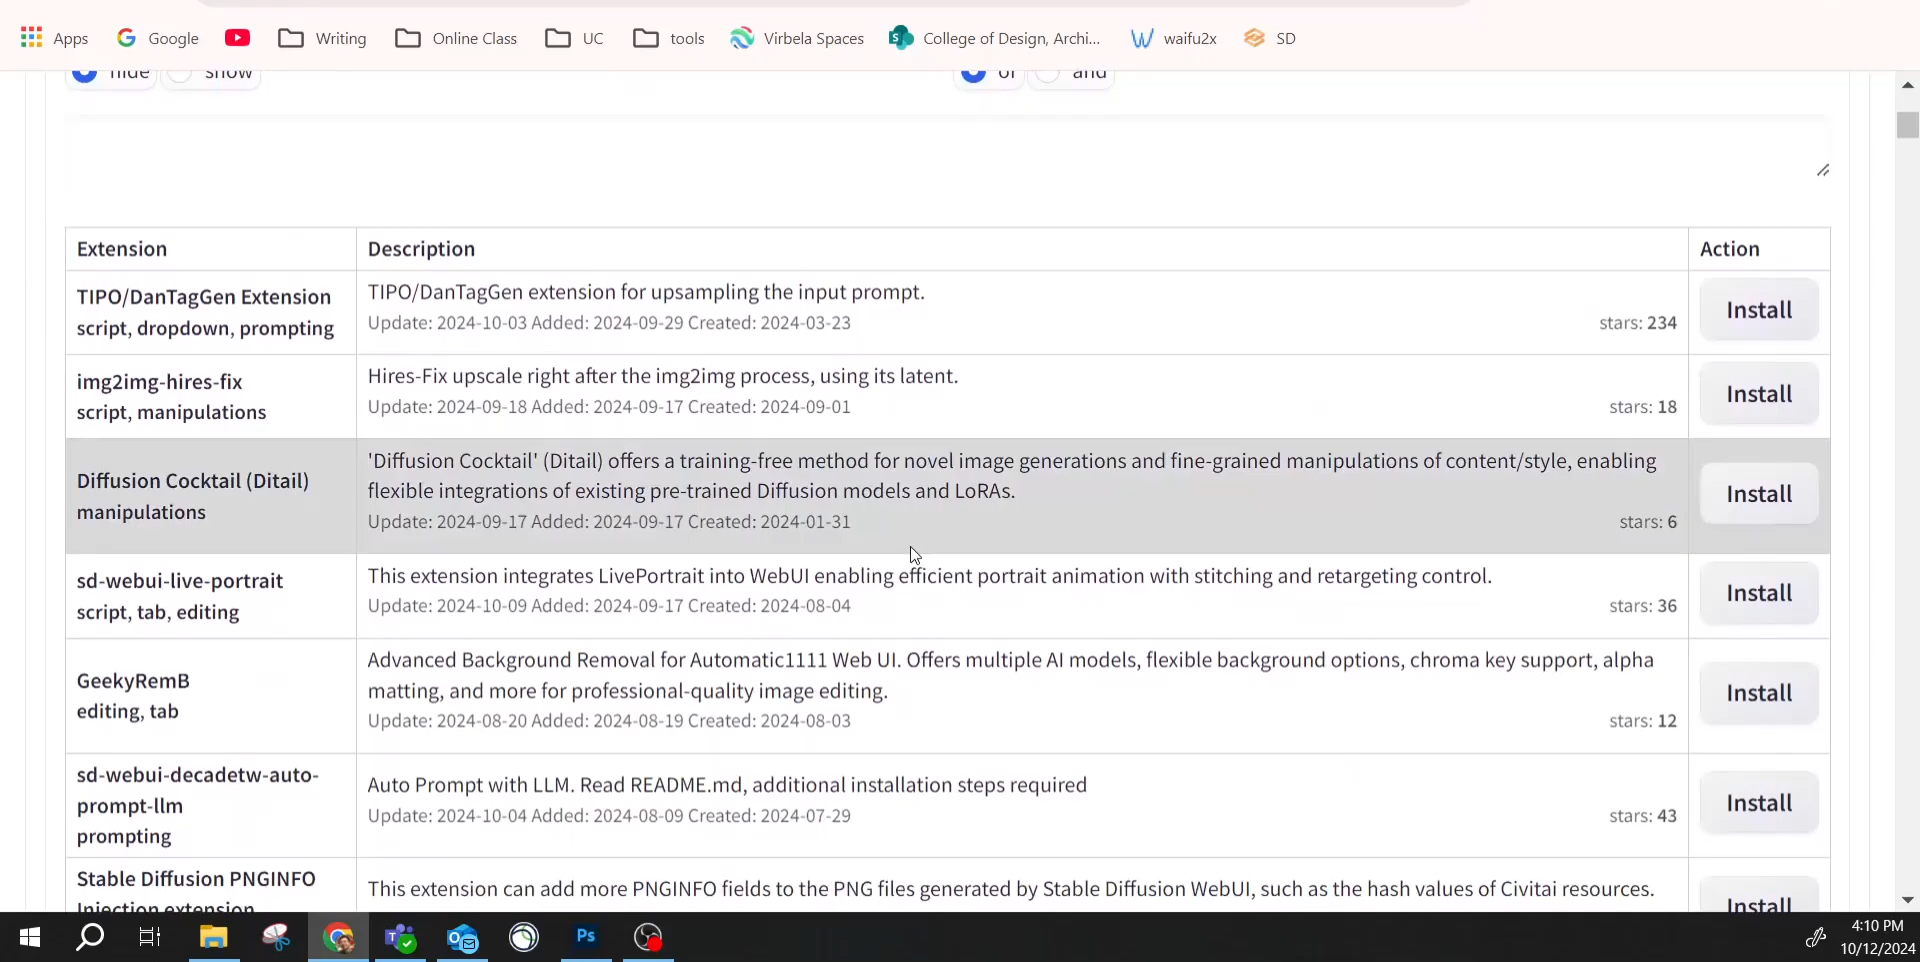 Apps
Google
Writing
Online Class
UC
tools
Virbela Spaces
College of Design, Archi...
waifu2x
SD
hide
show
or
and
Extension
Description
Action
TIPO/DanTagGen Extension
script, dropdown, prompting
TIPO/DanTagGen extension for upsampling the input prompt.
Update: 2024-10-03 Added: 2024-09-29 Created: 2024-03-23
stars: 234
Install
img2img-hires-fix
script, manipulations
Hires-Fix upscale right after the img2img process, using its latent.
Update: 2024-09-18 Added: 2024-09-17 Created: 2024-09-01
stars: 18
Install
Diffusion Cocktail (Ditail)
manipulations
'Diffusion Cocktail' (Ditail) offers a training-free method for novel image generations and fine-grained manipulations of content/style, enabling
flexible integrations of existing pre-trained Diffusion models and LoRAs.
Update: 2024-09-17 Added: 2024-09-17 Created: 2024-01-31
stars: 6
Install
sd-webui-live-portrait
script, tab, editing
This extension integrates LivePortrait into WebUI enabling efficient portrait animation with stitching and retargeting control.
Update: 2024-10-09 Added: 2024-09-17 Created: 2024-08-04
stars: 36
Install
GeekyRemB
editing, tab
Advanced Background Removal for Automatic1111 Web UI. Offers multiple AI models, flexible background options, chroma key support, alpha
matting, and more for professional-quality image editing.
Update: 2024-08-20 Added: 2024-08-19 Created: 2024-08-03
stars: 12
Install
sd-webui-decadetw-auto-
prompt-llm
prompting
Auto Prompt with LLM. Read README.md, additional installation steps required
Update: 2024-10-04 Added: 2024-08-09 Created: 2024-07-29
stars: 43
Install
Stable Diffusion PNGINFO
Injection extension
This extension can add more PNGINFO fields to the PNG files generated by Stable Diffusion WebUI, such as the hash values of Civitai resources.
Install
Ps
4:10 PM
10/12/2024